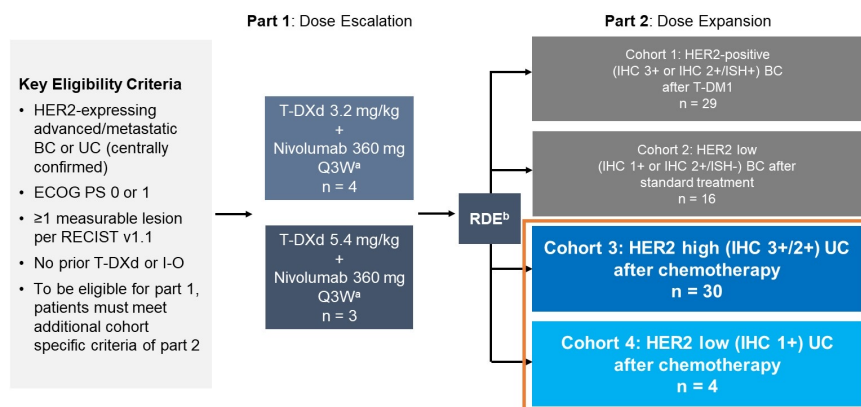 Part 1: Dose Escalation
Part 2: Dose Expansion
Key Eligibility Criteria
• HER2-expressing
advanced/metastatic
BC or UC (centrally
confirmed)
• ECOG PS 0 or 1
• ≥1 measurable lesion
per RECIST v1.1
• No prior T-DXd or I-O
• To be eligible for part 1,
patients must meet
additional cohort
specific criteria of part 2
T-DXd 3.2 mg/kg
+
Nivolumab 360 mg
Q3Wᵃ
n = 4
T-DXd 5.4 mg/kg
+
Nivolumab 360 mg
Q3Wᵃ
n = 3
RDEᵇ
Cohort 1: HER2-positive
(IHC 3+ or IHC 2+/ISH+) BC
after T-DM1
n = 29
Cohort 2: HER2 low
(IHC 1+ or IHC 2+/ISH-) BC after
standard treatment
n = 16
Cohort 3: HER2 high (IHC 3+/2+) UC
after chemotherapy
n = 30
Cohort 4: HER2 low (IHC 1+) UC
after chemotherapy
n = 4